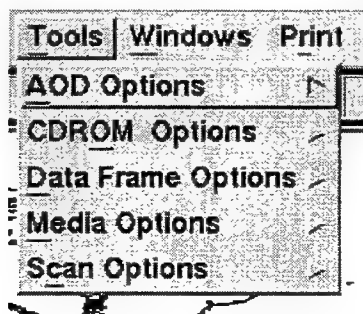 Tools Windows Print
AOD Options
CDROM Options
Data Frame Options
Media Options
Scan Options